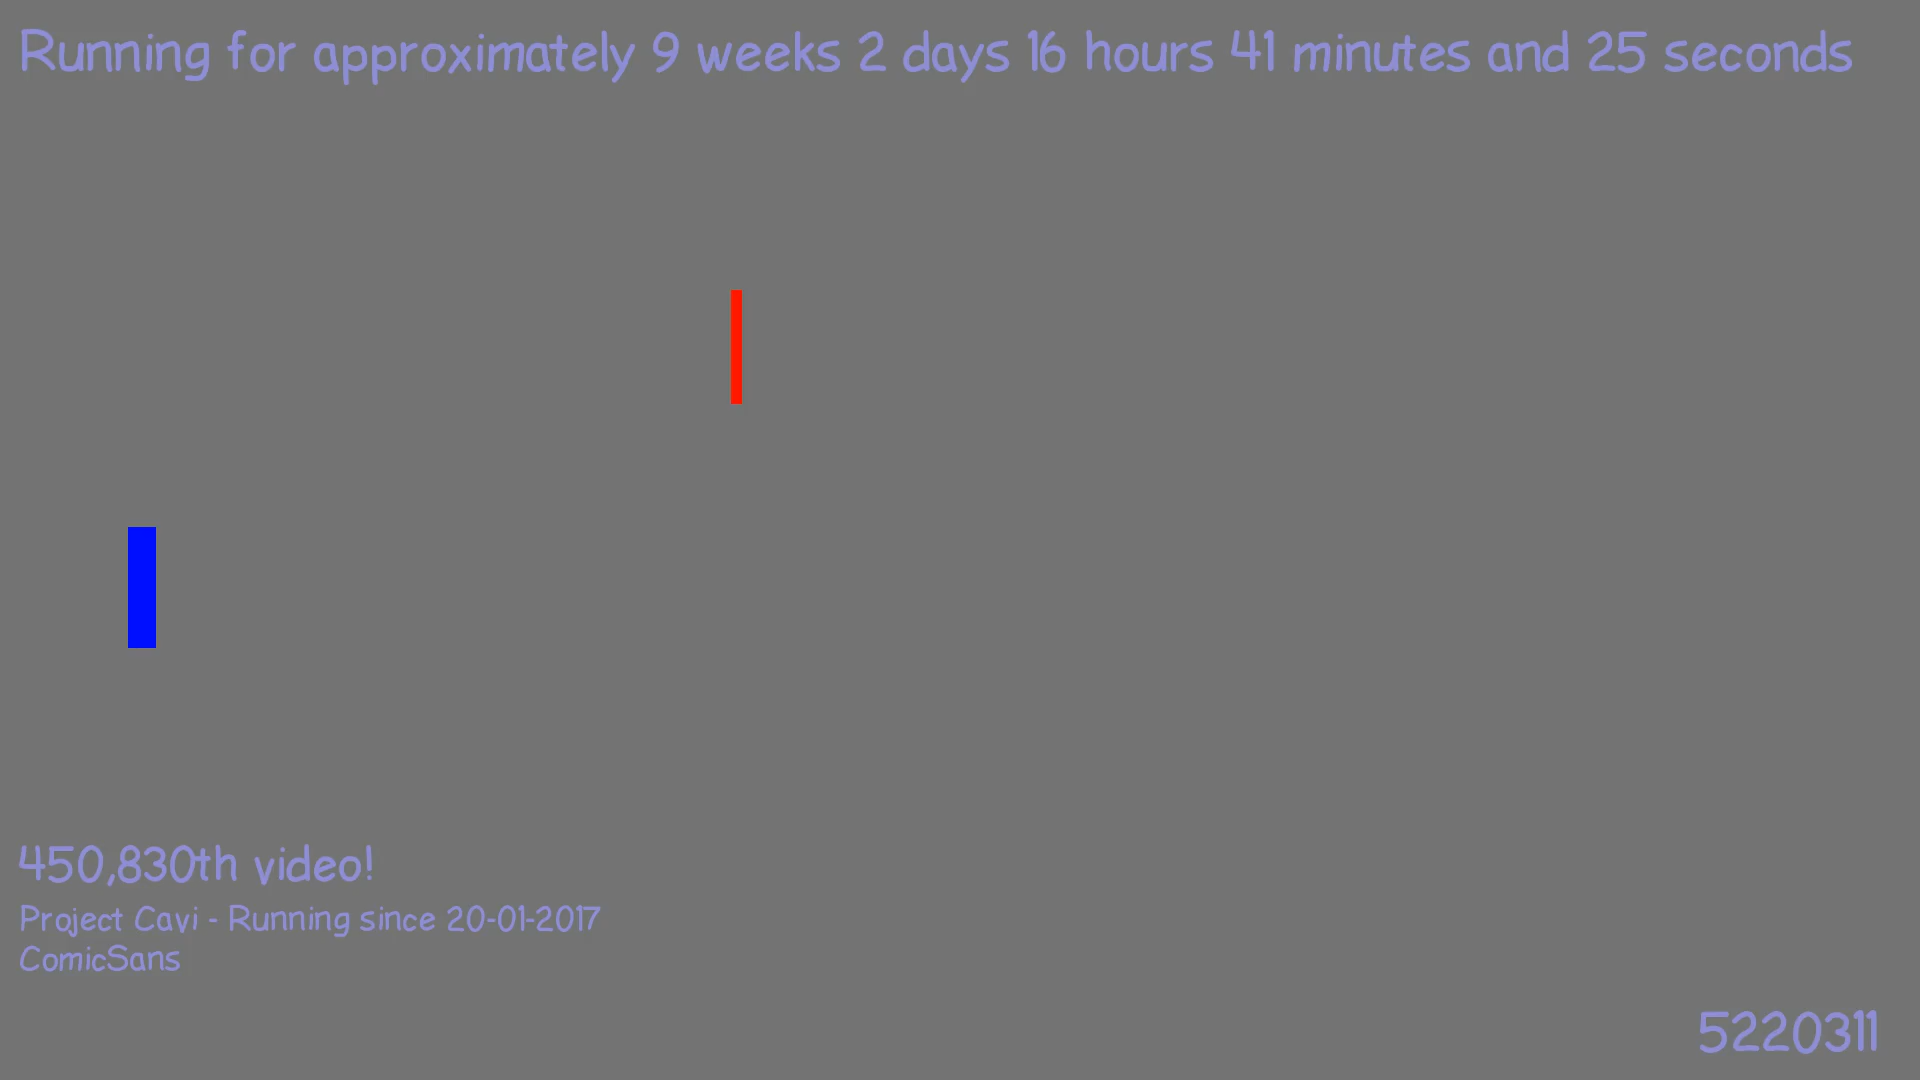 Running for approximately 9 weeks 2 days 16 hours 41 minutes and 25 seconds
450,830th video!
Project Cavi - Running since 20-01-2017
ComicSans
5220311